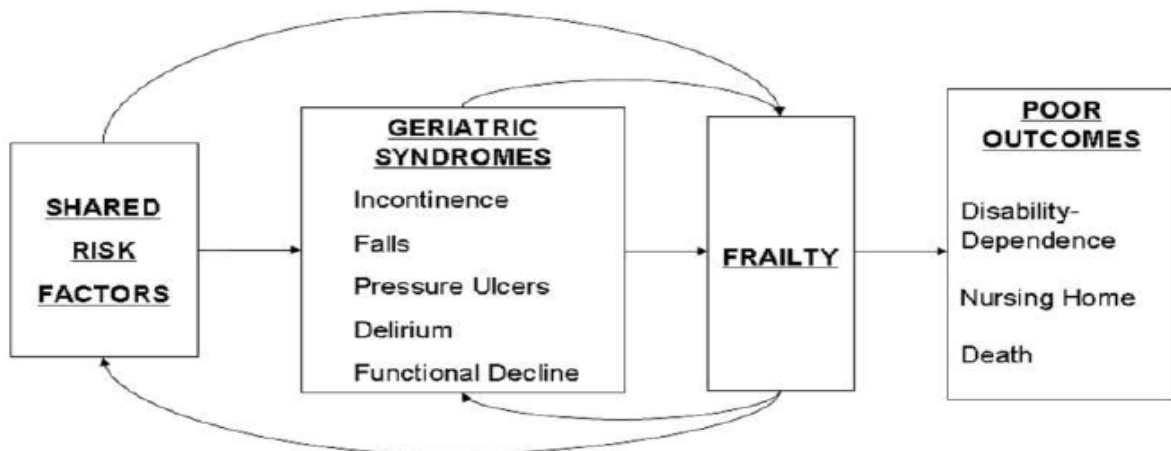 SHARED
RISK
FACTORS
GERIATRIC
SYNDROMES
Incontinence
Falls
Pressure Ulcers
Delirium
Functional Decline
FRAILTY
POOR
OUTCOMES
Disability-
Dependence
Nursing Home
Death